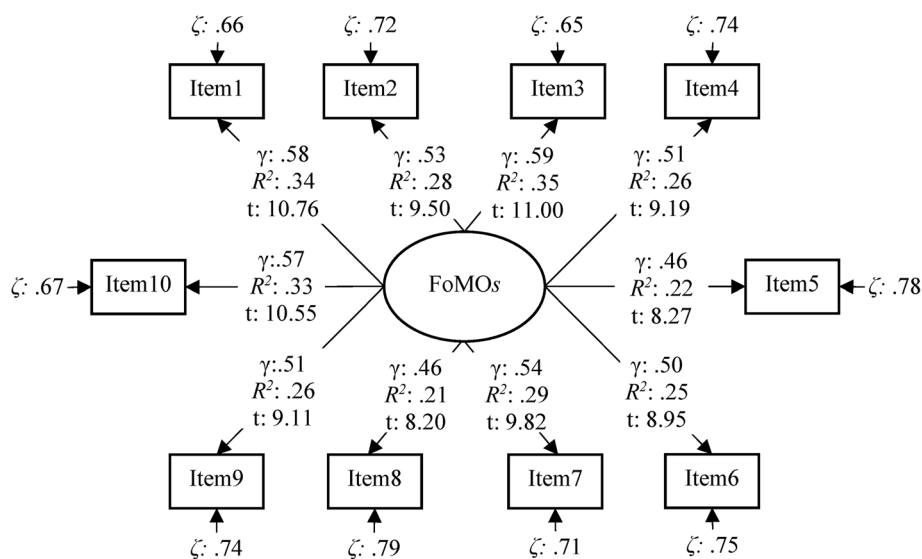 ζ: .66
ζ: .72
ζ: .65
ζ: .74
Item1
Item2
Item3
Item4
γ: .58
R²: .34
t: 10.76
γ: .53
R²: .28
t: 9.50
γ: .59
R²: .35
t: 11.00
γ: .51
R²: .26
t: 9.19
ζ: .67
Item10
γ:.57
R²: .33
t: 10.55
FoMOs
γ: .46
R²: .22
t: 8.27
Item5
ζ: .78
γ:.51
R²: .26
t: 9.11
γ: .46
R²: .21
t: 8.20
γ: .54
R²: .29
t: 9.82
γ: .50
R²: .25
t: 8.95
Item9
Item8
Item7
Item6
ζ: .74
ζ: .79
ζ: .71
ζ: .75